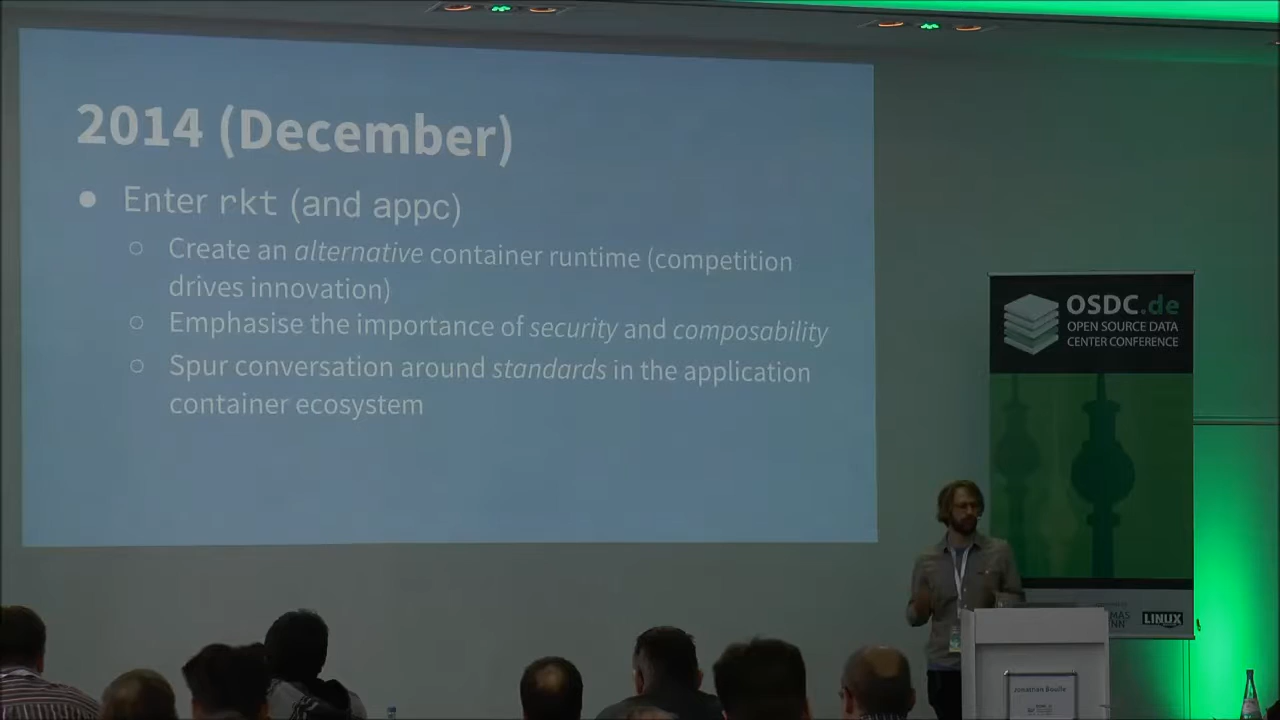 2014 (December)
● Enter rkt (and appc)
○ Create an alternative container runtime (competition
drives innovation)
○ Emphasise the importance of security and composability
○ Spur conversation around standards in the application
container ecosystem
OSDC.de
OPEN SOURCE DATA
CENTER CONFERENCE
LINUX
Jonathan Boulle